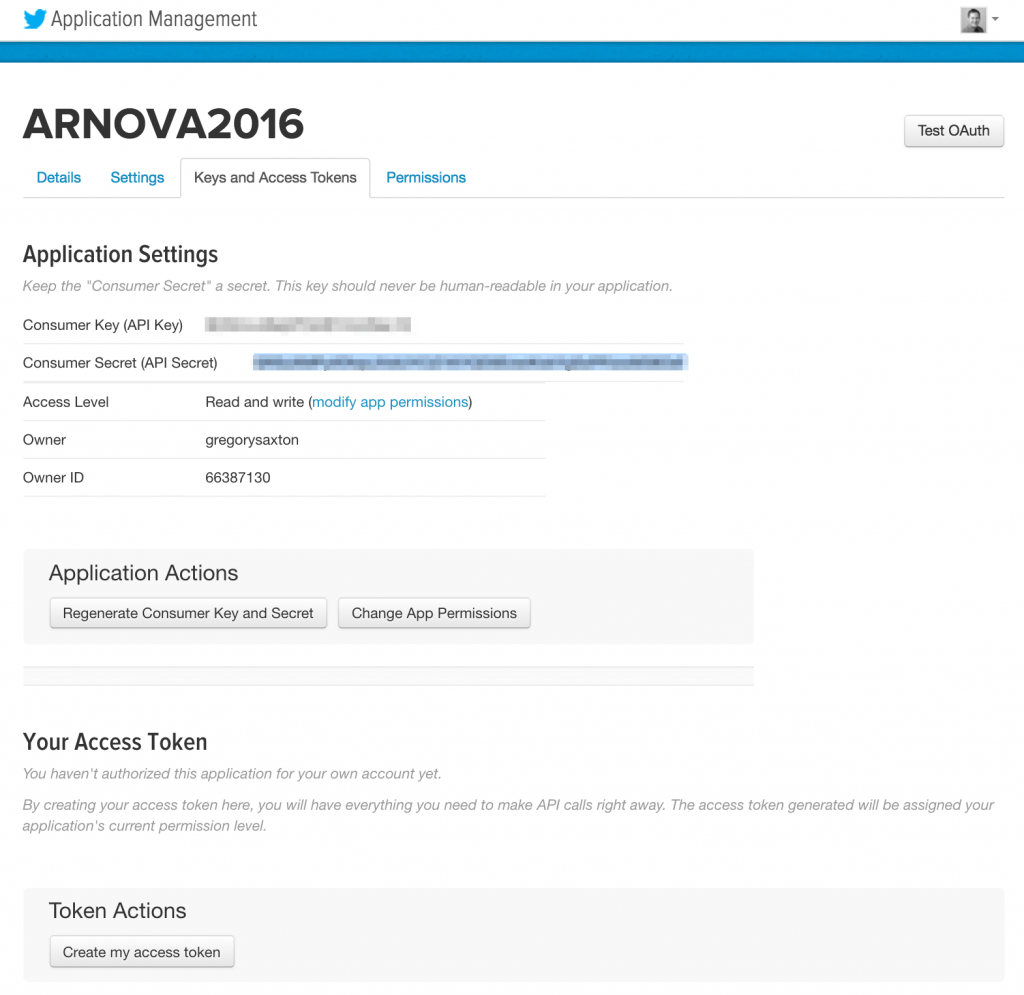 Application Management
ARNOVA2016
Test OAuth
Details Settings Keys and Access Tokens Permissions
Application Settings
Keep the "Consumer Secret" a secret. This key should never be human-readable in your application.
Consumer Key (API Key)
Consumer Secret (API Secret)
Access Level Read and write (modify app permissions)
Owner gregorysaxton
Owner ID 66387130
Application Actions
Regenerate Consumer Key and Secret Change App Permissions
Your Access Token
You haven't authorized this application for your own account yet.
By creating your access token here, you will have everything you need to make API calls right away. The access token generated will be assigned your
application's current permission level.
Token Actions
Create my access token